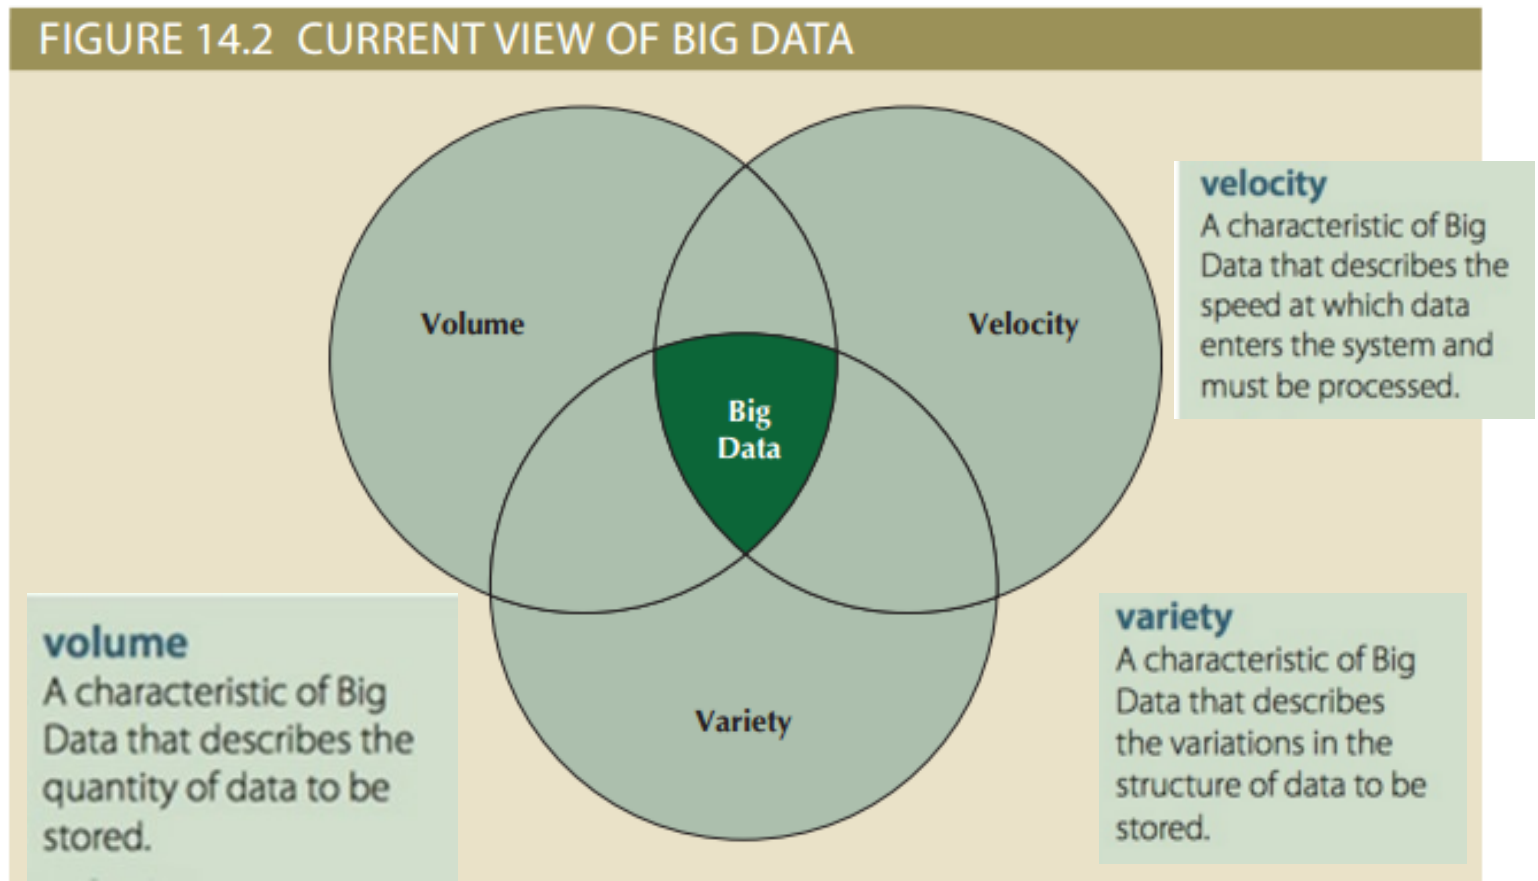 FIGURE 14.2 CURRENT VIEW OF BIG DATA
Volume
Velocity
Big
Data
Variety
velocity
A characteristic of Big
Data that describes the
speed at which data
enters the system and
must be processed.
volume
A characteristic of Big
Data that describes the
quantity of data to be
stored.
variety
A characteristic of Big
Data that describes
the variations in the
structure of data to be
stored.